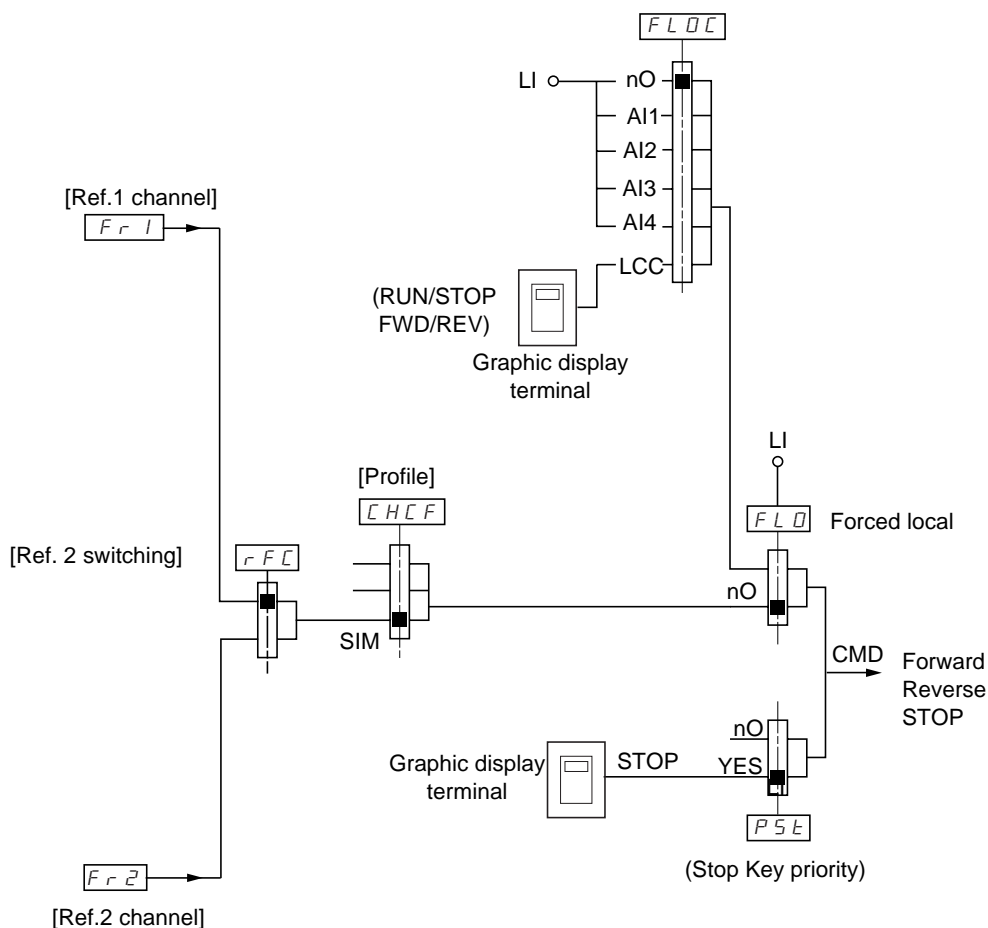 FLOC
LI
nO
AI1
AI2
AI3
AI4
LCC
[Ref.1 channel]
Fr1
(RUN/STOP
FWD/REV)
Graphic display
terminal
LI
[Profile]
CHCF
FLO
Forced local
[Ref. 2 switching]
rFC
nO
SIM
CMD
Forward
Reverse
STOP
nO
Graphic display
terminal
STOP
YES
LI
PSt
(Stop Key priority)
Fr2
[Ref.2 channel]